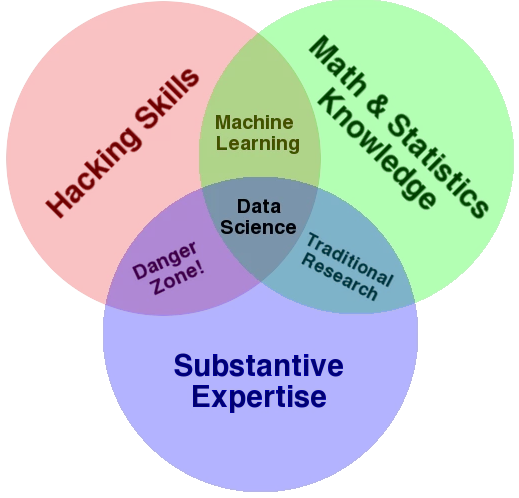 Hacking Skills
Math & Statistics
Knowledge
Machine
Learning
Data
Science
Danger
Zone!
Traditional
Research
Substantive
Expertise